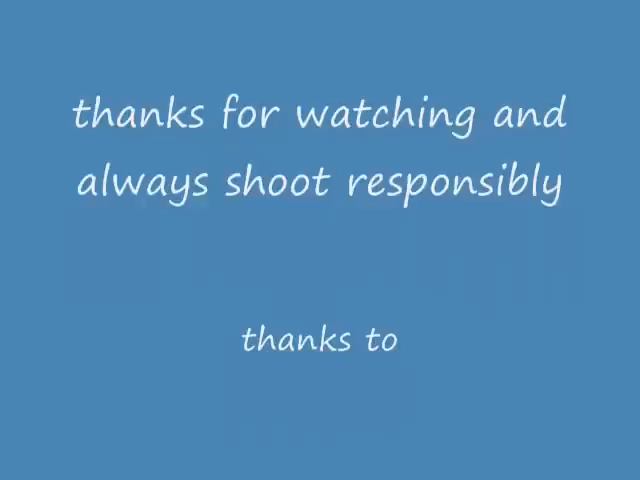 thanks for watching and
always shoot responsibly
thanks to